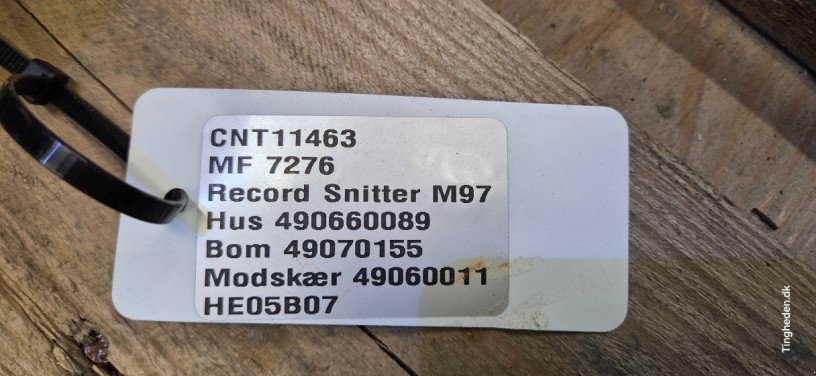 CNT11463
MF 7276
Record Snitter M97
Hus 490660089
Bom 49070155
Modskær 49060011
HE05B07
Tingheden.dk